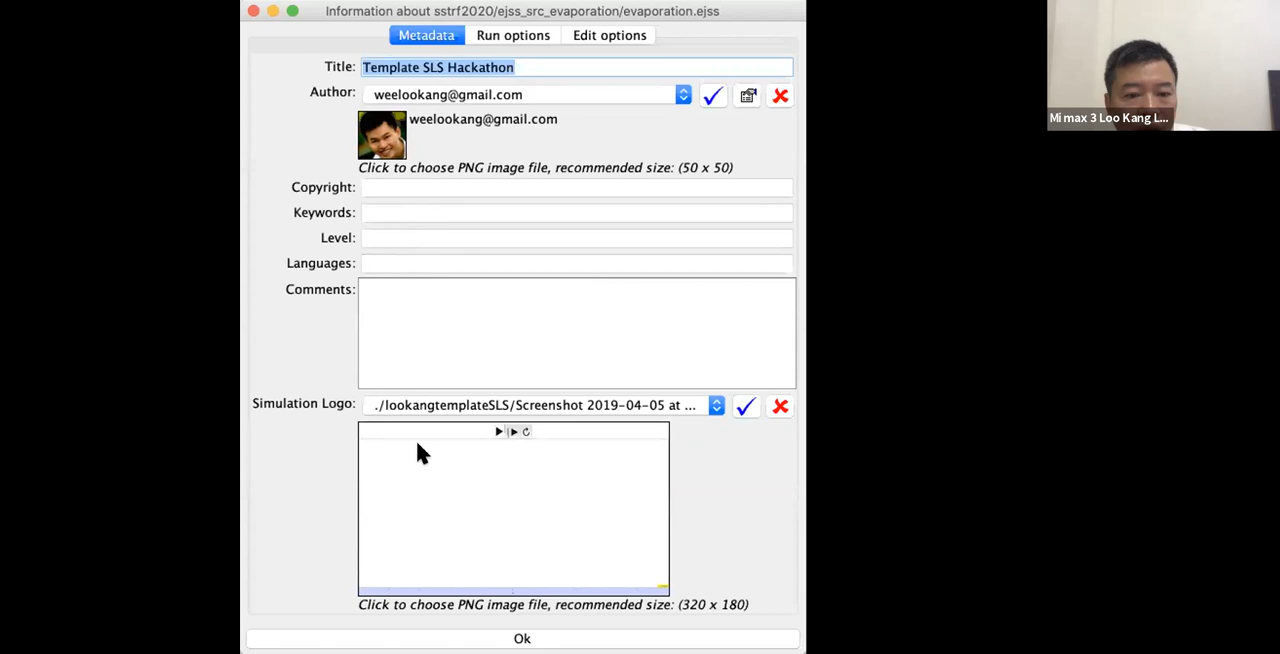 Information about sstrf2020/ejss_src_evaporation/evaporation.ejss
Metadata Run options Edit options
Title: Template SLS Hackathon
Author: weelookang@gmail.com
weelookang@gmail.com
Click to choose PNG image file, recommended size: (50 x 50)
Copyright:
Keywords:
Level:
Languages:
Comments:
Simulation Logo: ./lookangtemplateSLS/Screenshot 2019-04-05 at ...
Click to choose PNG image file, recommended size: (320 x 180)
Ok
Mi max 3 Loo Kang L...